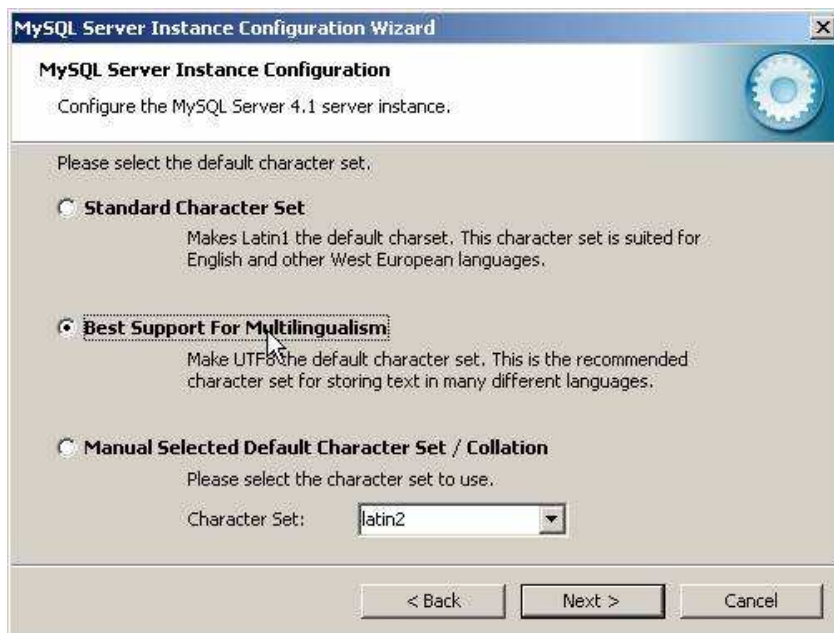 MySQL Server Instance Configuration Wizard
MySQL Server Instance Configuration
Configure the MySQL Server 4.1 server instance.
Please select the default character set.
Standard Character Set
Makes Latin1 the default charset. This character set is suited for
English and other West European languages.
Best Support For Multilingualism
Make UTF8 the default character set. This is the recommended
character set for storing text in many different languages.
Manual Selected Default Character Set / Collation
Please select the character set to use.
Character Set: latin2
< Back Next > Cancel